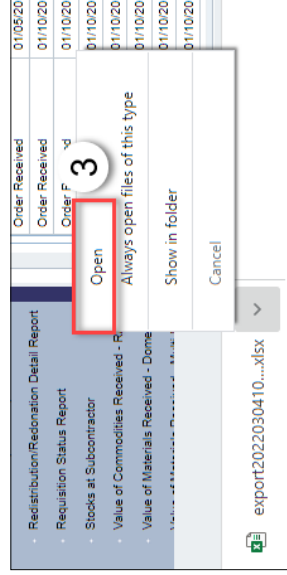 Redistribution/Redonation Detail Report
Requisition Status Report
Stocks at Subcontractor
Value of Commodities Received - R
Value of Materials Received - Dome
Order Received
Order Received
Order
01/05/20
01/10/20
01/10/20
01/10/20
01/10/20
01/10/20
01/10/20
01/10/20
3
Open
Always open files of this type
Show in folder
Cancel
export2022030410....xlsx